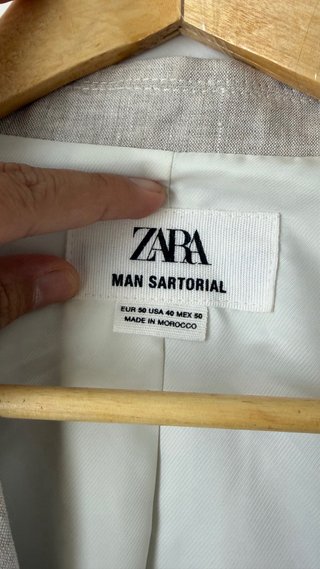 ZARA
MAN SARTORIAL
EUR 50 USA 40 MEX 50
MADE IN MOROCCO